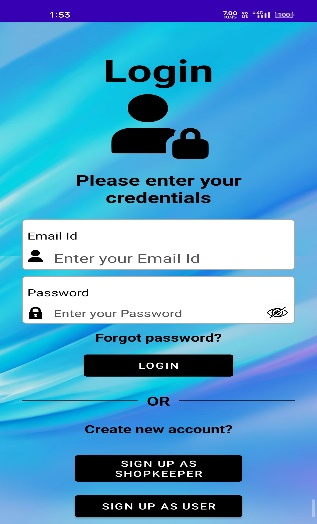 1:53
Login
Please enter your
credentials
Email Id
Enter your Email Id
Password
Enter your Password
Forgot password?
LOGIN
OR
Create new account?
SIGN UP AS
SHOPKEEPER
SIGN UP AS USER